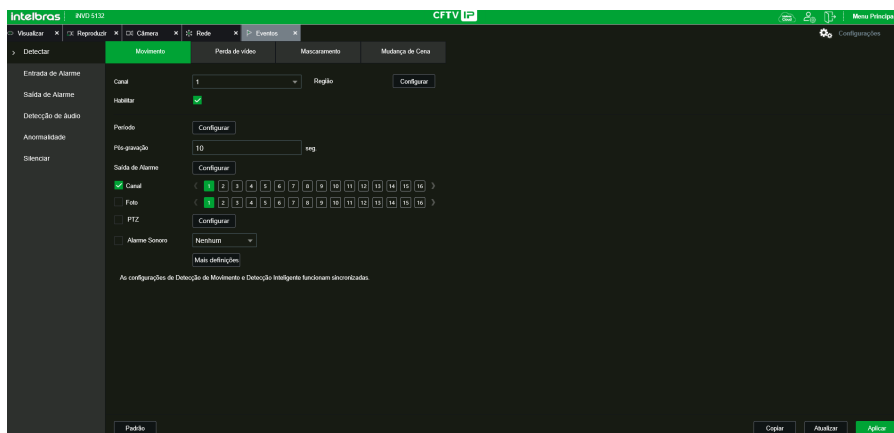 intelbras INVD 5132 CFTV IP Menu Principa
Visualizar × Reproduzir × Câmera × Rede × Eventos × Configurações
> Detectar Movimento Perda de vídeo Mascaramento Mudança de Cena
Entrada de Alarme
Saída de Alarme
Detecção de áudio
Anormalidade
Silenciar
Canal 1 Região Configurar
Habilitar
Período Configurar
Pós-gravação 10 seg.
Saída de Alarme Configurar
Canal 1 2 3 4 5 6 7 8 9 10 11 12 13 14 15 16
Foto 1 2 3 4 5 6 7 8 9 10 11 12 13 14 15 16
PTZ Configurar
Alarme Sonoro Nenhum
Mais definições
As configurações de Detecção de Movimento e Detecção Inteligente funcionam sincronizadas.
Padrão Copiar Atualizar Aplicar